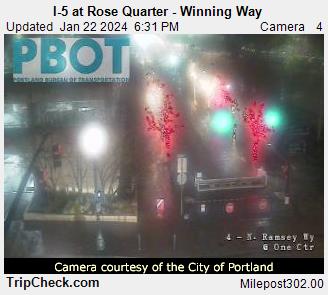 I-5 at Rose Quarter - Winning Way
Updated Jan 22 2024 6:31 PM Camera 4
PBOT
PORTLAND BUREAU OF TRANSPORTATION
4 - N. Ramsey Wy
@ One Ctr
Camera courtesy of the City of Portland
TripCheck.com Milepost302.00